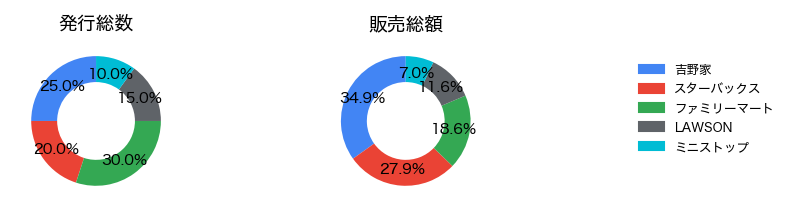 発行総数
10.0%
25.0%
15.0%
20.0%
30.0%
販売総額
7.0%
11.6%
34.9%
18.6%
27.9%
吉野家
スターバックス
ファミリーマート
LAWSON
ミニストップ